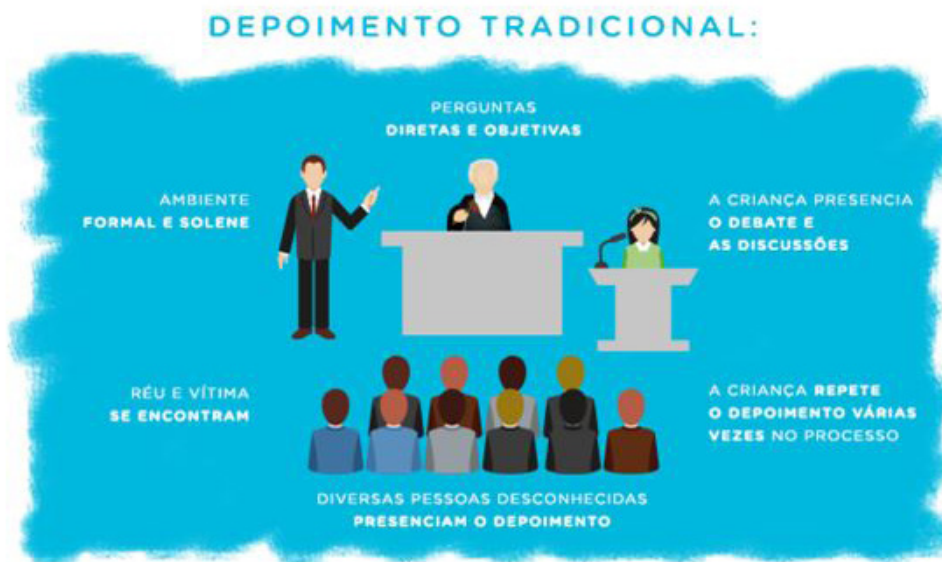 DEPOIMENTO TRADICIONAL:
PERGUNTAS
DIRETAS E OBJETIVAS
AMBIENTE
FORMAL E SOLENE
A CRIANÇA PRESENCIA
O DEBATE E
AS DISCUSSÕES
RÉU E VÍTIMA
SE ENCONTRAM
A CRIANÇA REPETE
O DEPOIMENTO VÁRIAS
VEZES NO PROCESSO
DIVERSAS PESSOAS DESCONHECIDAS
PRESENCIAM O DEPOIMENTO